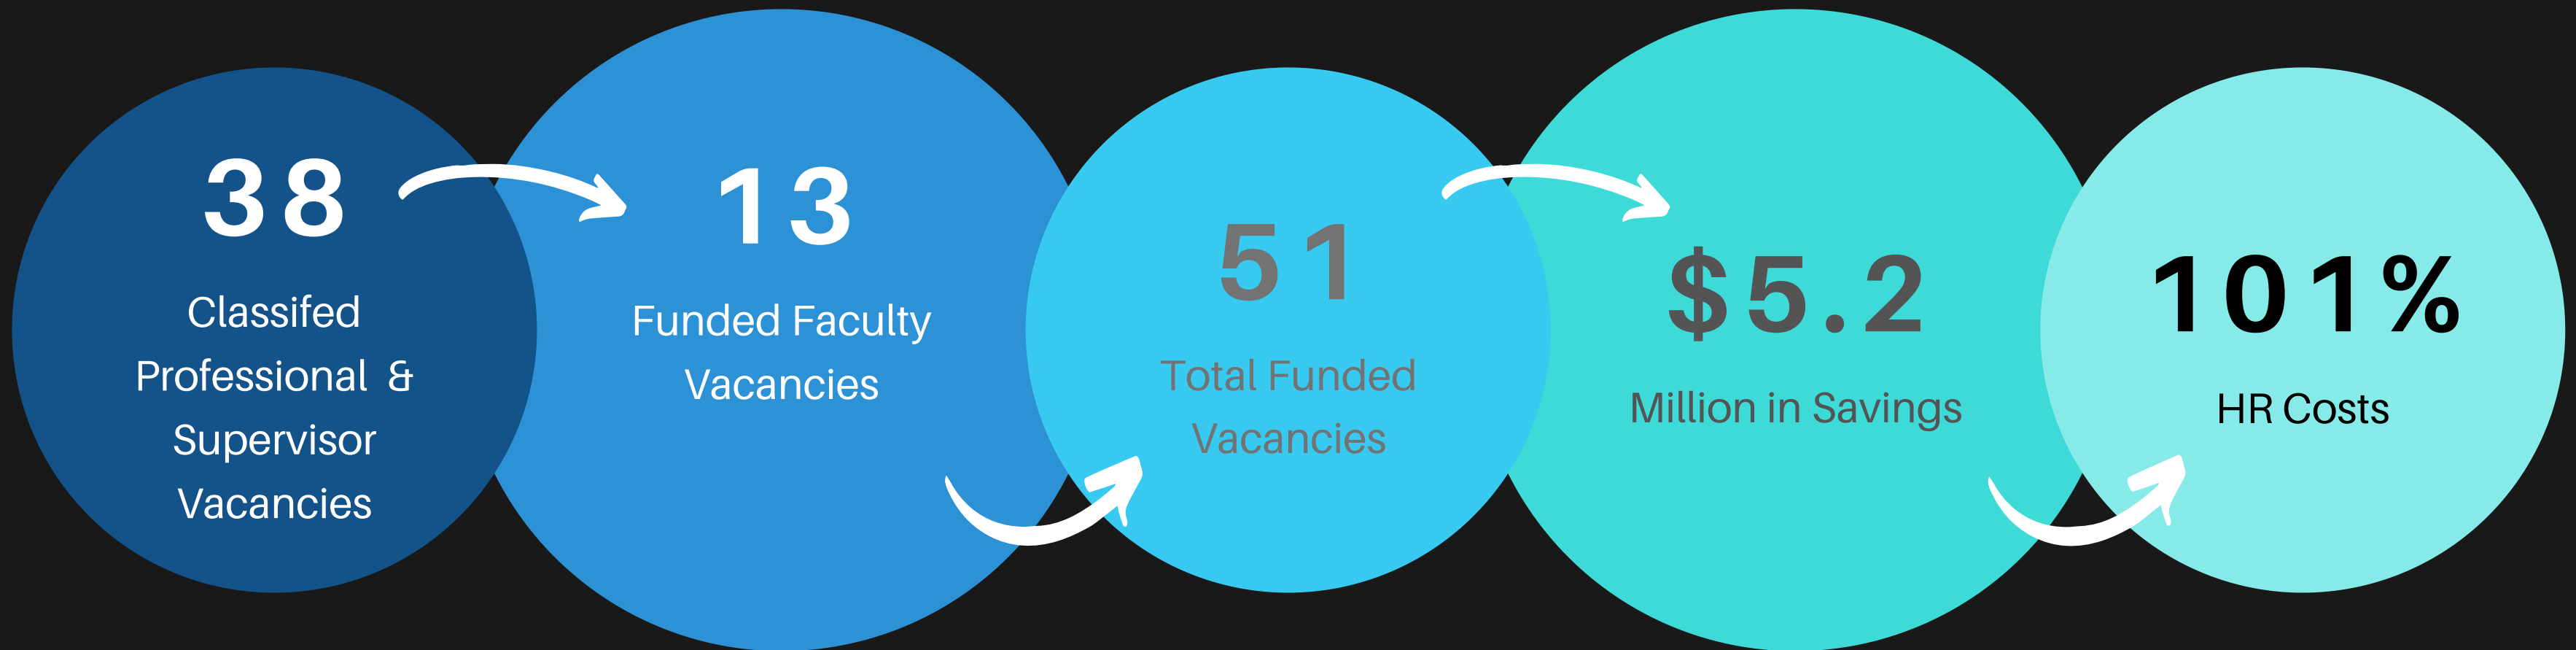 38
Classifed
Professional &
Supervisor
Vacancies
13
Funded Faculty
Vacancies
51
Total Funded
Vacancies
$5.2
Million in Savings
101%
HR Costs